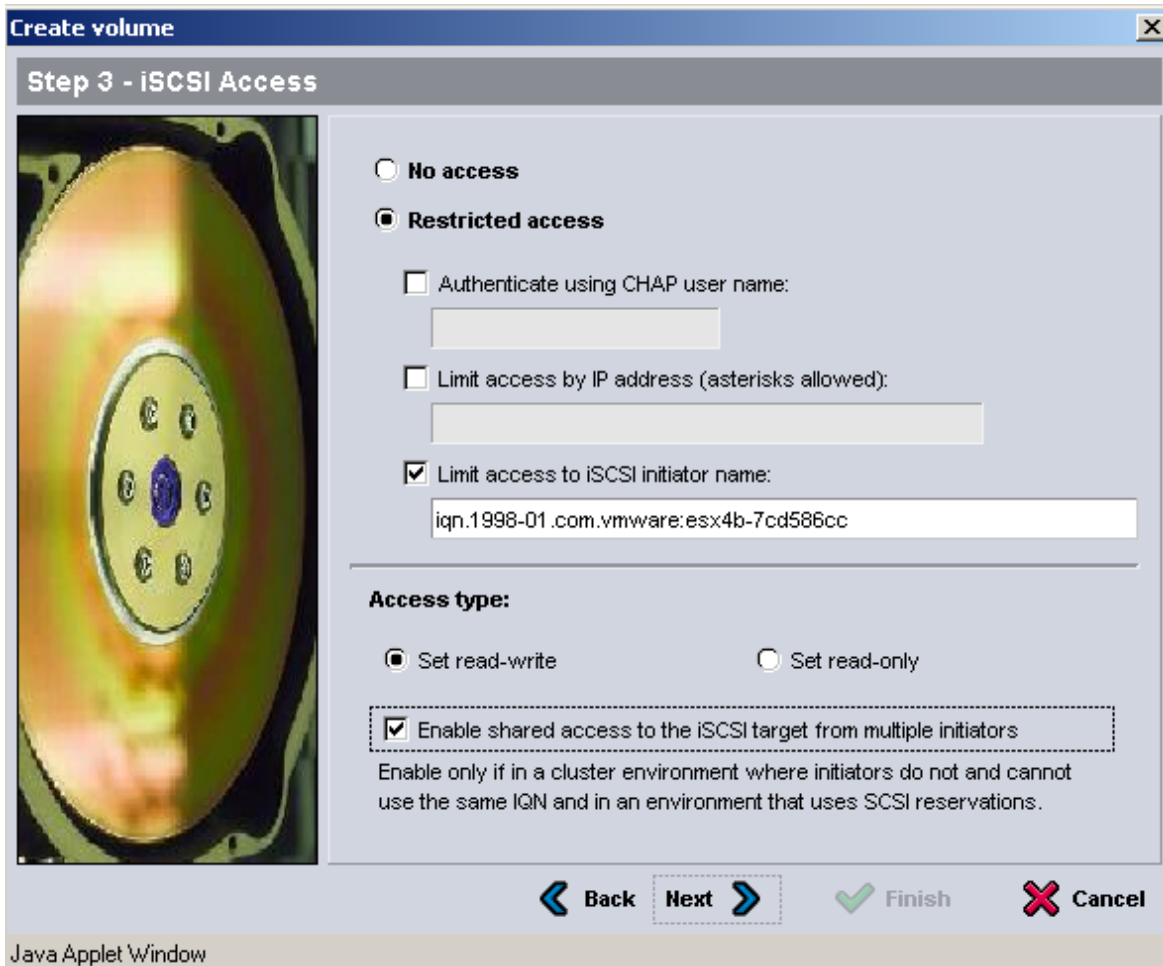 Create volume
Step 3 - iSCSI Access
No access
Restricted access
Authenticate using CHAP user name:
Limit access by IP address (asterisks allowed):
Limit access to iSCSI initiator name:
iqn.1998-01.com.vmware:esx4b-7cd586cc
Access type:
Set read-write Set read-only
Enable shared access to the iSCSI target from multiple initiators
Enable only if in a cluster environment where initiators do not and cannot
use the same IQN and in an environment that uses SCSI reservations.
Back Next Finish Cancel
Java Applet Window